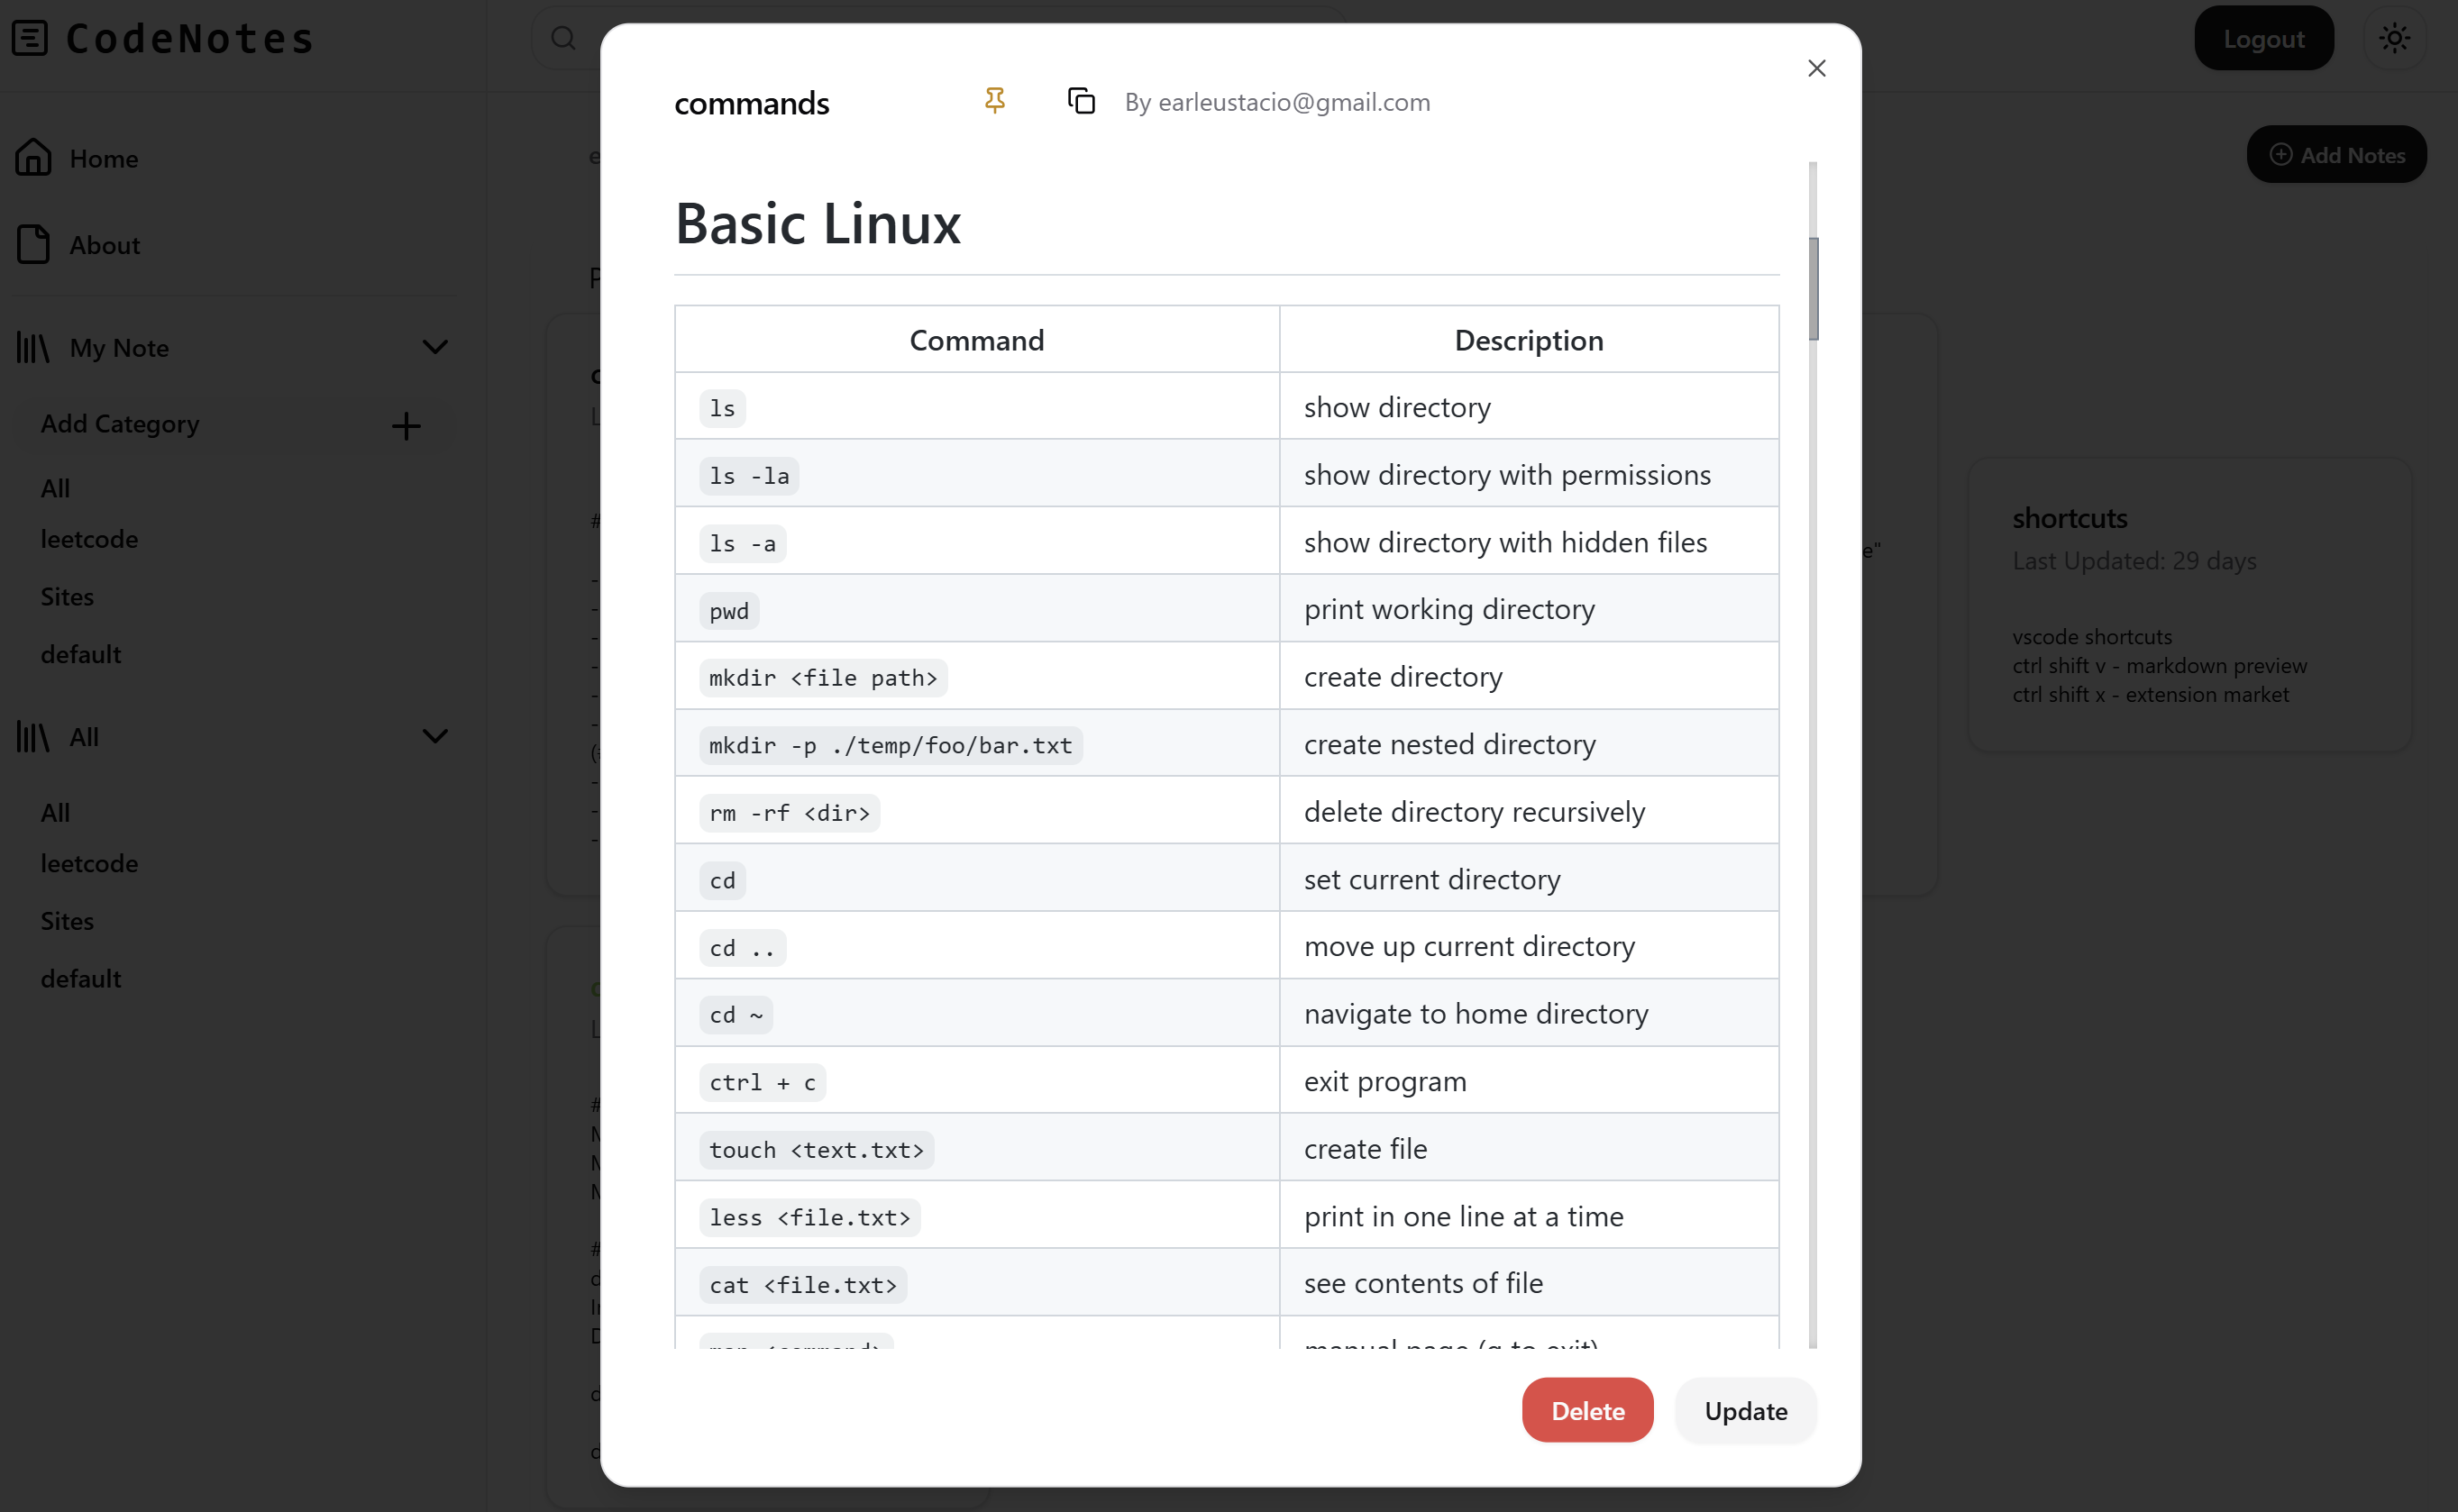 CodeNotes
Logout
Home
About
My Note
Add Category
All
leetcode
Sites
default
All
All
leetcode
Sites
default
commands
By earleustacio@gmail.com
Basic Linux
Command Description
ls show directory
ls -la show directory with permissions
ls -a show directory with hidden files
pwd print working directory
mkdir <file path> create directory
mkdir -p ./temp/foo/bar.txt create nested directory
rm -rf <dir> delete directory recursively
cd set current directory
cd .. move up current directory
cd ~ navigate to home directory
ctrl + c exit program
touch <text.txt> create file
less <file.txt> print in one line at a time
cat <file.txt> see contents of file
man <command> manual page (q to exit)
Delete
Update
Add Notes
e"
shortcuts
Last Updated: 29 days
vscode shortcuts
ctrl shift v - markdown preview
ctrl shift x - extension market